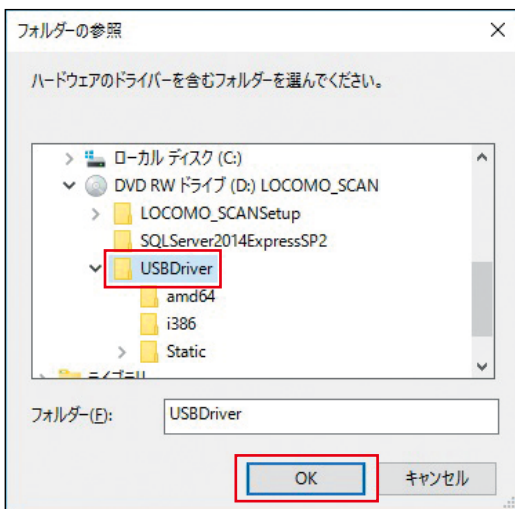 フォルダーの参照
ハードウェアのドライバーを含むフォルダーを選んでください。
ローカル ディスク (C:)
DVD RW ドライブ (D:) LOCOMO_SCAN
LOCOMO_SCANSetup
SQLServer2014ExpressSP2
USBDriver
amd64
i386
Static
フォルダー(F): USBDriver
OK キャンセル